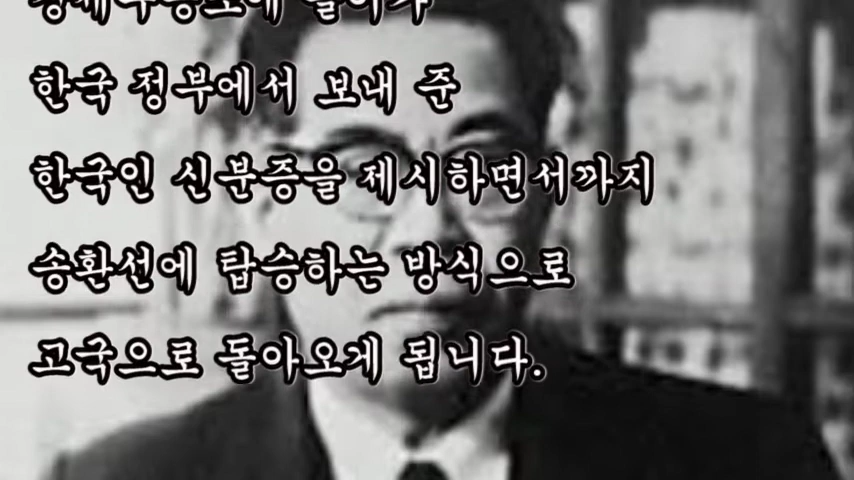 한국 정부에서 보내 준
한국인 신분증을 제시하면서까지
송환선에 탑승하는 방식으로
고국으로 돌아오게 됩니다.